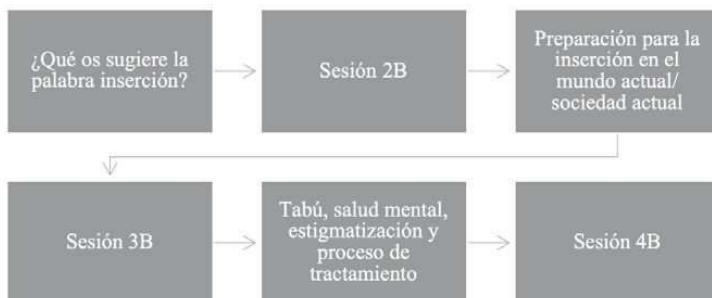 ¿Qué os sugiere la
palabra inserción?
Sesión 2B
Preparación para la
inserción en el
mundo actual/
sociedad actual
Sesión 3B
Tabú, salud mental,
estigmatización y
proceso de
tractamiento
Sesión 4B